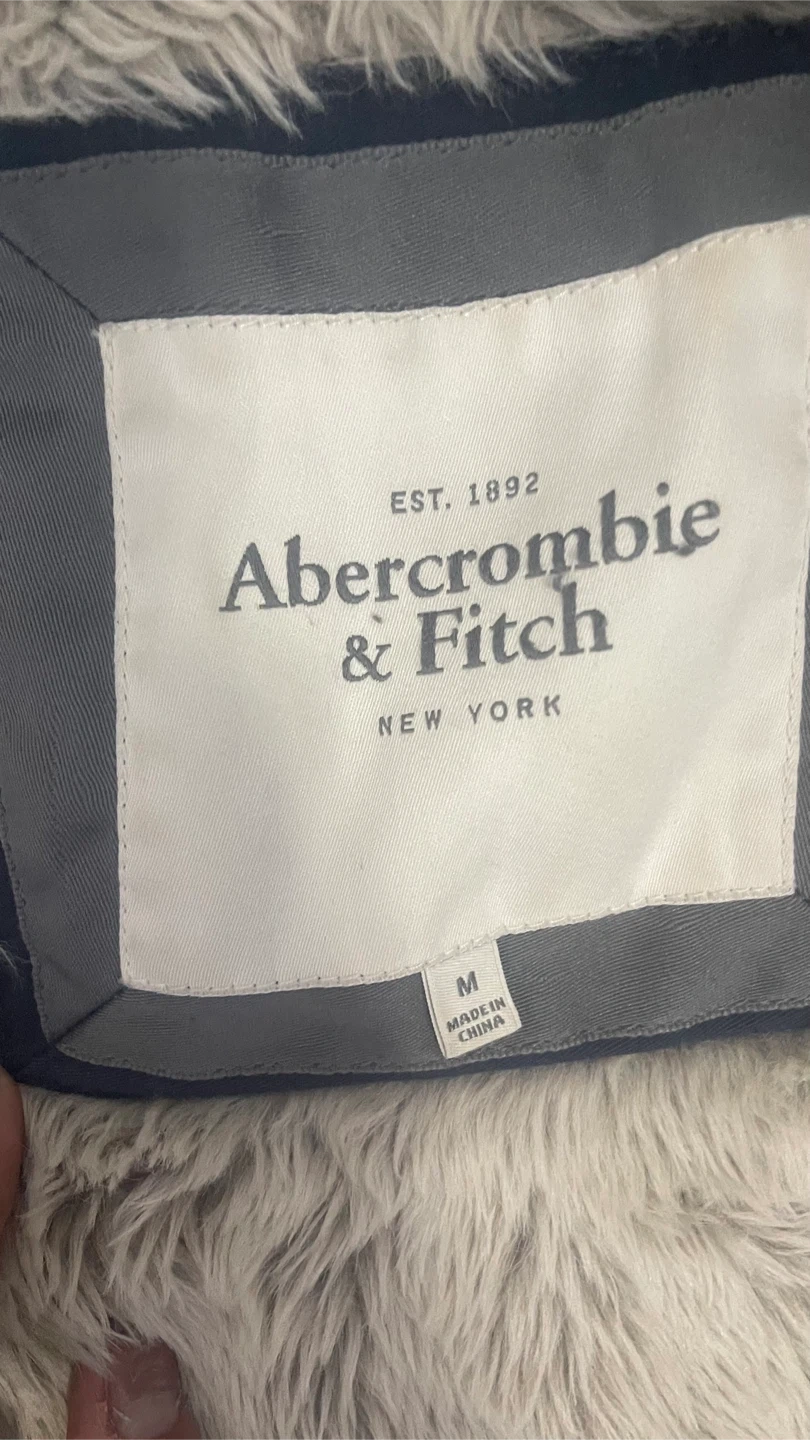 EST. 1892
Abercrombie
& Fitch
NEW YORK
M
MADE IN
CHINA